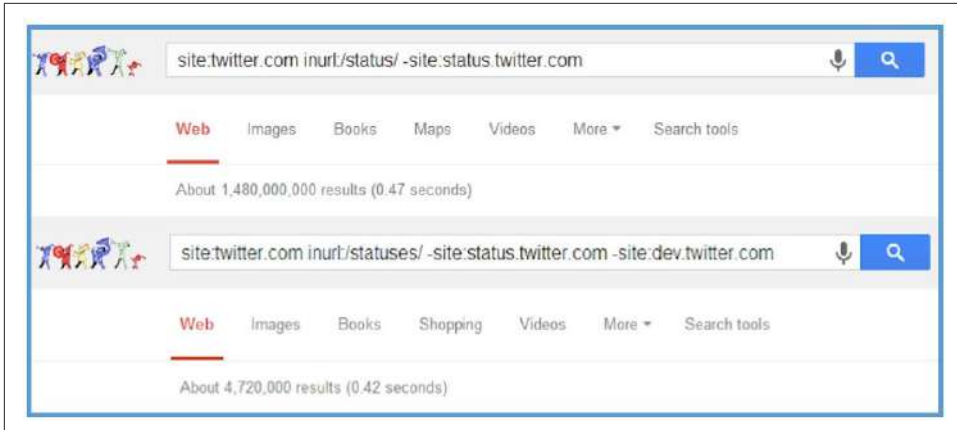 site:twitter.com inurl:/status/ -site:status.twitter.com
Web Images Books Maps Videos More Search tools
About 1,480,000,000 results (0.47 seconds)
site:twitter.com inurl:/statuses/ -site:status.twitter.com -site:dev.twitter.com
Web Images Books Shopping Videos More Search tools
About 4,720,000 results (0.42 seconds)